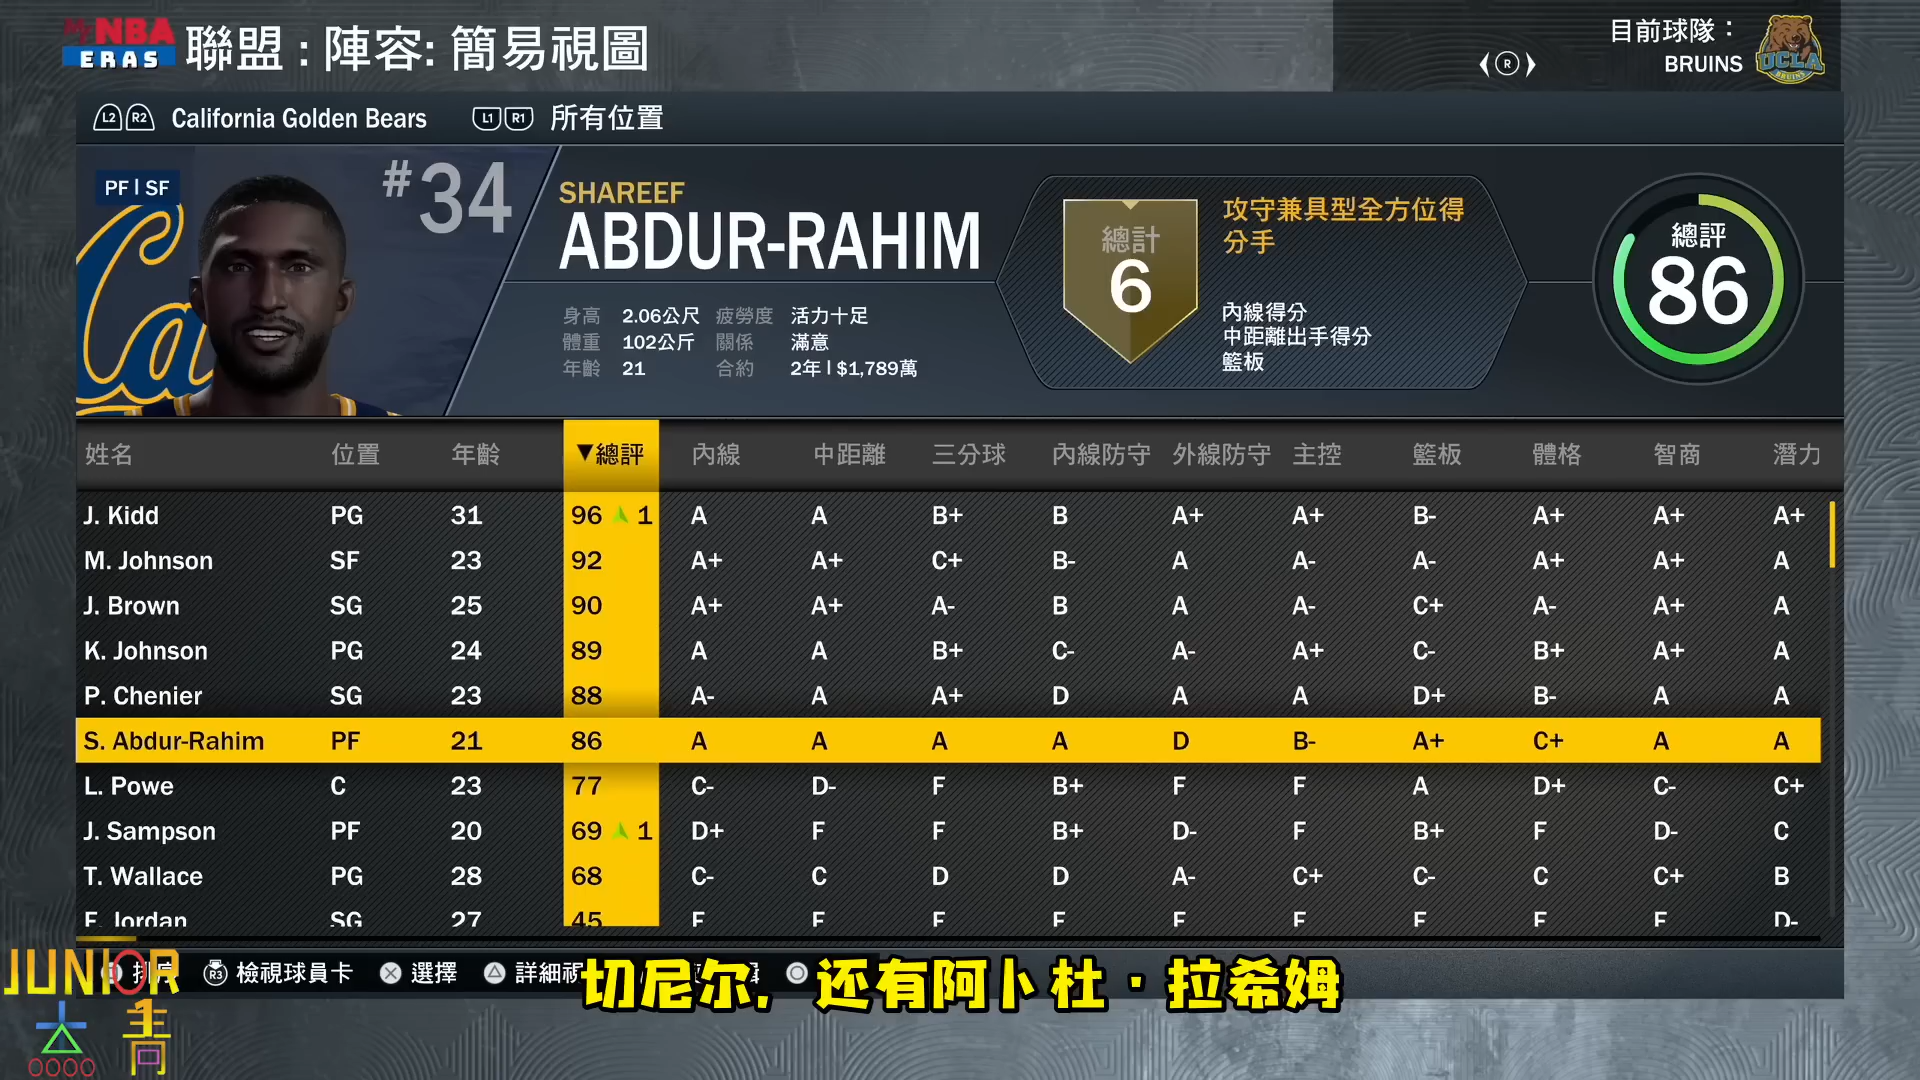 NBA
ERAS
聯盟 : 陣容: 簡易視圖
目前球隊：
R
BRUINS
UCLA
BRUINS
L2 R2 California Golden Bears L1 R1 所有位置
PF | SF
#34
Ca
SHAREEF
ABDUR-RAHIM
身高 2.06公尺 疲勞度 活力十足
體重 102公斤 關係 滿意
年齡 21 合約 2年 | $1,789萬
總計
6
攻守兼具型全方位得
分手
內線得分
中距離出手得分
籃板
總評
86
姓名 位置 年齡 ▼總評 內線 中距離 三分球 內線防守 外線防守 主控 籃板 體格 智商 潛力
J. Kidd PG 31 96 1 A A B+ B A+ A+ B- A+ A+ A+
M. Johnson SF 23 92 A+ A+ C+ B- A A- A- A+ A+ A
J. Brown SG 25 90 A+ A+ A- B A A- C+ A- A+ A
K. Johnson PG 24 89 A A B+ C- A- A+ C- B+ A+ A
P. Chenier SG 23 88 A- A A+ D A A D+ B- A A
S. Abdur-Rahim PF 21 86 A A A A D B- A+ C+ A A
L. Powe C 23 77 C- D- F B+ F F A D+ C- C+
J. Sampson PF 20 69 1 D+ F F B+ D- F B+ F D- C
T. Wallace PG 28 68 C- C D D A- C+ C- C C+ B
E. Jordan SG 27 45 F F F F F F F F F D-
JUNIOR
R3 檢視球員卡 選擇 詳細
切尼尔, 还有阿卜杜·拉希姆